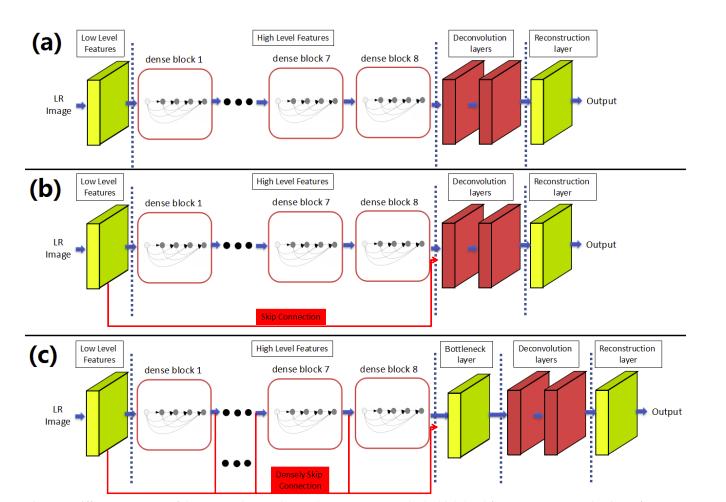 (a)
Low Level
Features
High Level Features
Deconvolution
layers
Reconstruction
layer
dense block 1
dense block 7
dense block 8
LR
Image
Output
(b)
Low Level
Features
High Level Features
Deconvolution
layers
Reconstruction
layer
dense block 1
dense block 7
dense block 8
LR
Image
Output
Skip Connection
(c)
Low Level
Features
High Level Features
Bottleneck
layer
Deconvolution
layers
Reconstruction
layer
dense block 1
dense block 7
dense block 8
LR
Image
Output
Densely Skip
Connection